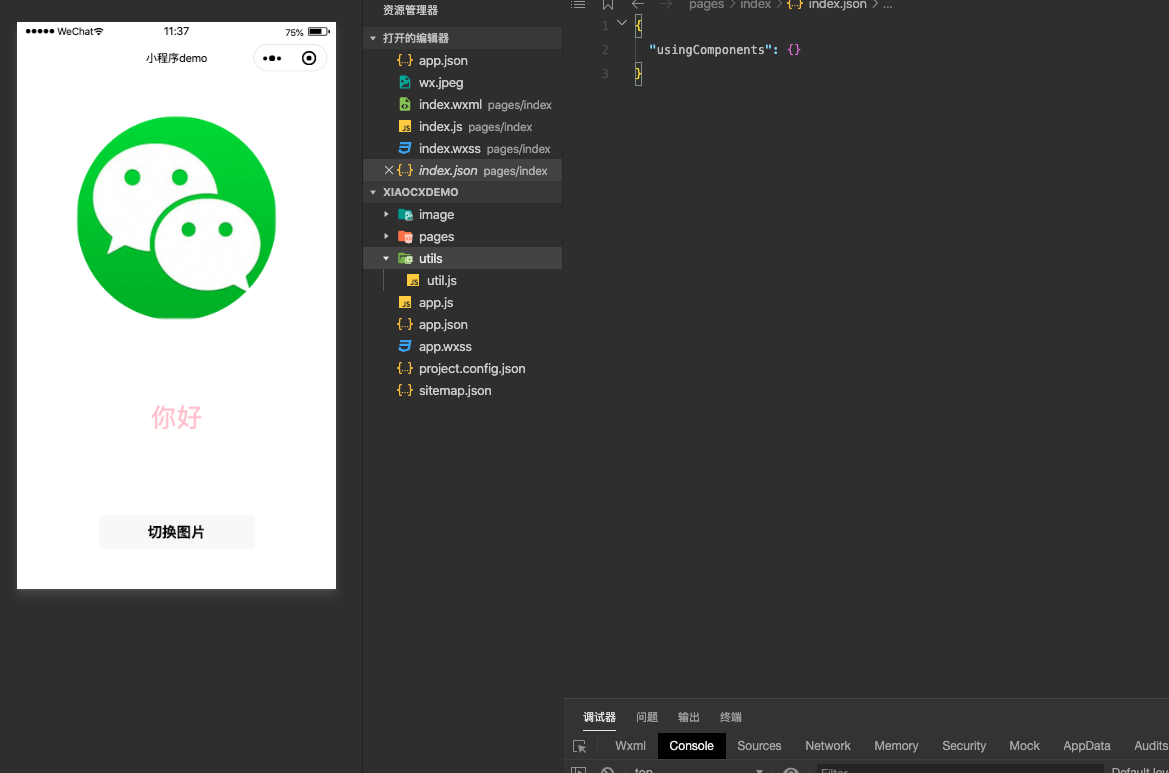 ●●●●● WeChat 11:37 75%
小程序demo
你好
切换图片
资源管理器
打开的编辑器
{..} app.json
wx.jpeg
index.wxml pages/index
JS index.js pages/index
index.wxss pages/index
{..} index.json pages/index
XIAOCXDEMO
image
pages
utils
JS util.js
JS app.js
{..} app.json
app.wxss
{..} project.config.json
{..} sitemap.json
pages > index > {..} index.json > ...
1 {
2 "usingComponents": {}
3 }
调试器 问题 输出 终端
Wxml Console Sources Network Memory Security Mock AppData Audits
top Filter Default lev